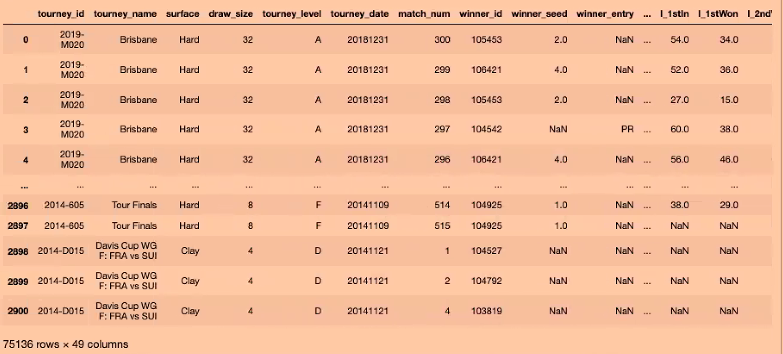 tourney_id tourney_name surface draw_size tourney_level tourney_date match_num winner_id winner_seed winner_entry ... l_1stIn l_1stWon l_2nd
0 2019-M020 Brisbane Hard 32 A 20181231 300 105453 2.0 NaN ... 54.0 34.0
1 2019-M020 Brisbane Hard 32 A 20181231 299 106421 4.0 NaN ... 52.0 36.0
2 2019-M020 Brisbane Hard 32 A 20181231 298 105453 2.0 NaN ... 27.0 15.0
3 2019-M020 Brisbane Hard 32 A 20181231 297 104542 NaN PR ... 60.0 38.0
4 2019-M020 Brisbane Hard 32 A 20181231 296 106421 4.0 NaN ... 56.0 46.0
... ... ... ... ... ... ... ... ... ... ... ... ... ...
2896 2014-605 Tour Finals Hard 8 F 20141109 514 104925 1.0 NaN ... 38.0 29.0
2897 2014-605 Tour Finals Hard 8 F 20141109 515 104925 1.0 NaN ... NaN NaN
2898 2014-D015 Davis Cup WG F: FRA vs SUI Clay 4 D 20141121 1 104527 NaN NaN ... NaN NaN
2899 2014-D015 Davis Cup WG F: FRA vs SUI Clay 4 D 20141121 2 104792 NaN NaN ... NaN NaN
2900 2014-D015 Davis Cup WG F: FRA vs SUI Clay 4 D 20141121 4 103819 NaN NaN ... NaN NaN
75136 rows × 49 columns